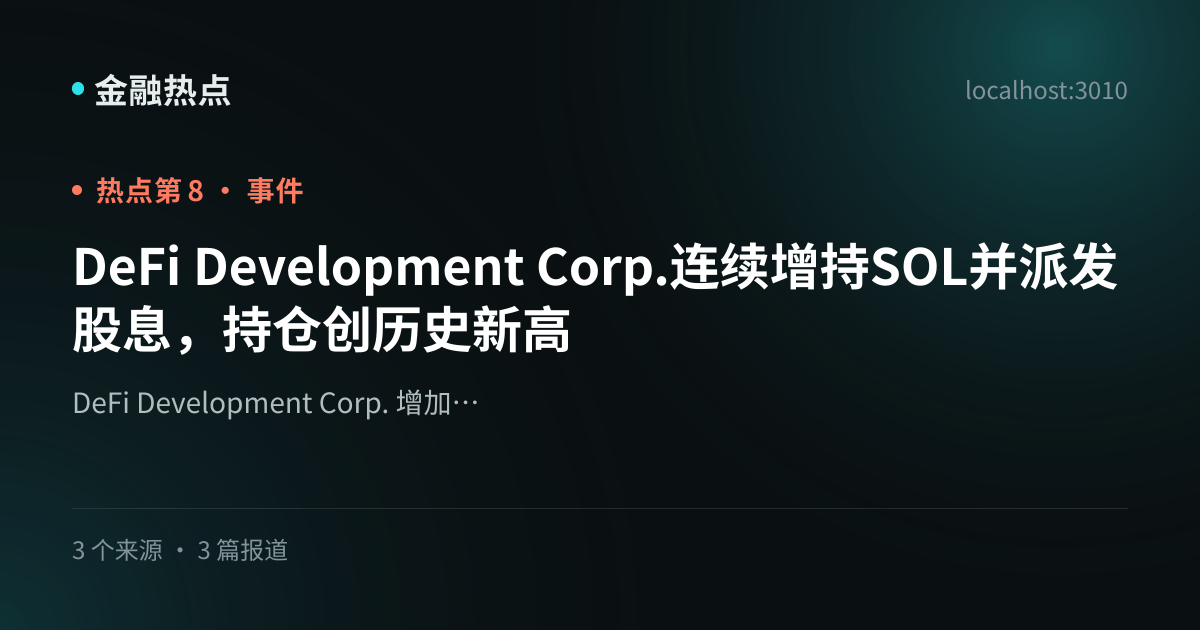 金融热点
localhost:3010
热点第 8 · 事件
DeFi Development Corp.连续增持SOL并派发
股息，持仓创历史新高
DeFi Development Corp. 增加…
3 个来源 · 3 篇报道